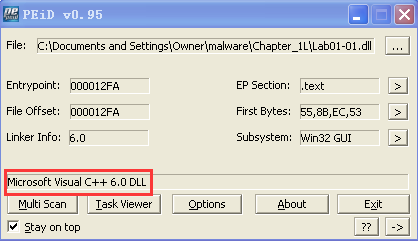 PEiD v0.95
File: C:\Documents and Settings\Owner\malware\Chapter_1L\Lab01-01.dll ...
Entrypoint: 000012FA EP Section: .text >
File Offset: 000012FA First Bytes: 55,8B,EC,53 >
Linker Info: 6.0 Subsystem: Win32 GUI >
Microsoft Visual C++ 6.0 DLL
Multi Scan Task Viewer Options About Exit
Stay on top ?? ->